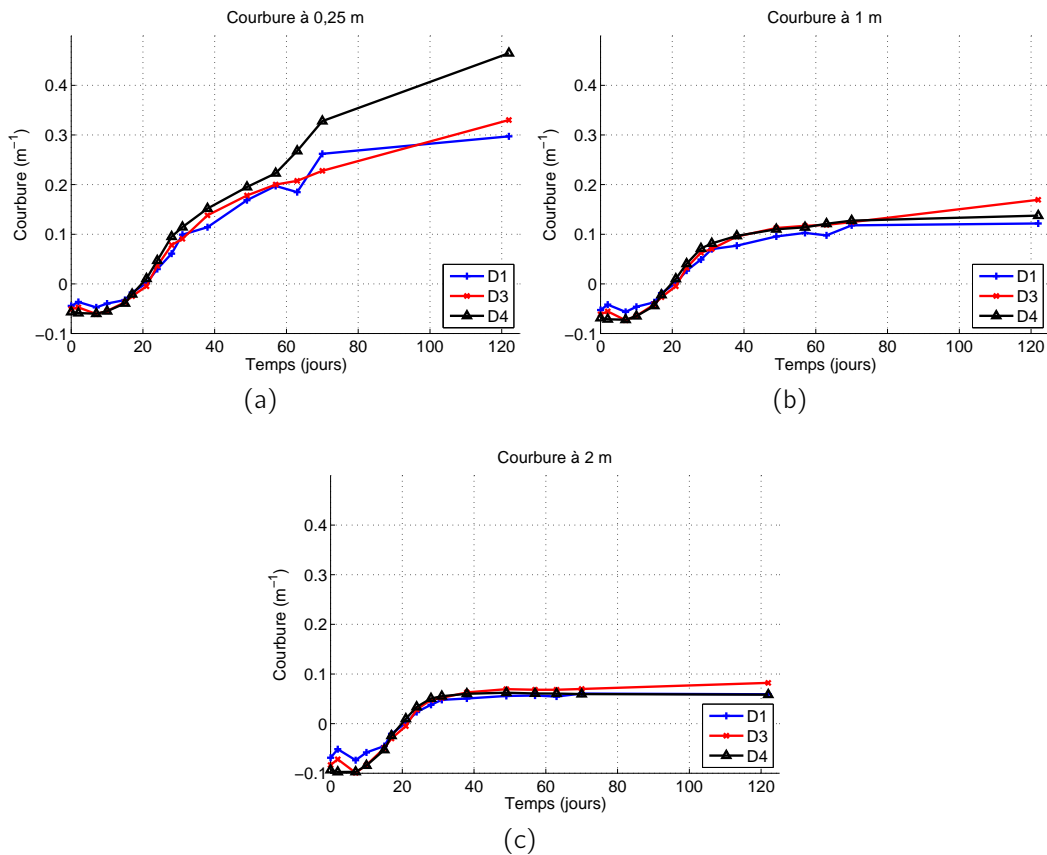 Courbure à 0,25 m
Courbure (m⁻¹)
0.4
0.3
0.2
0.1
0
−0.1
0 20 40 60 80 100 120
Temps (jours)
D1
D3
D4
(a)
Courbure à 1 m
Courbure (m⁻¹)
0.4
0.3
0.2
0.1
0
−0.1
0 20 40 60 80 100 120
Temps (jours)
D1
D3
D4
(b)
Courbure à 2 m
Courbure (m⁻¹)
0.4
0.3
0.2
0.1
0
−0.1
0 20 40 60 80 100 120
Temps (jours)
D1
D3
D4
(c)